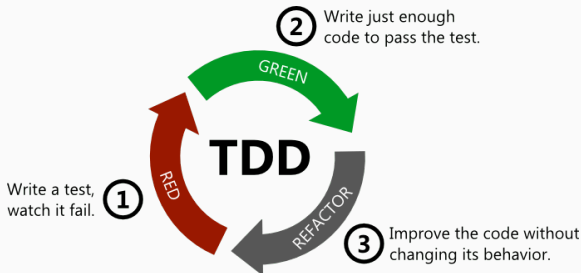 2
Write just enough
code to pass the test.
GREEN
TDD
RED
Write a test,
watch it fail.
1
REFACTOR
3
Improve the code without
changing its behavior.